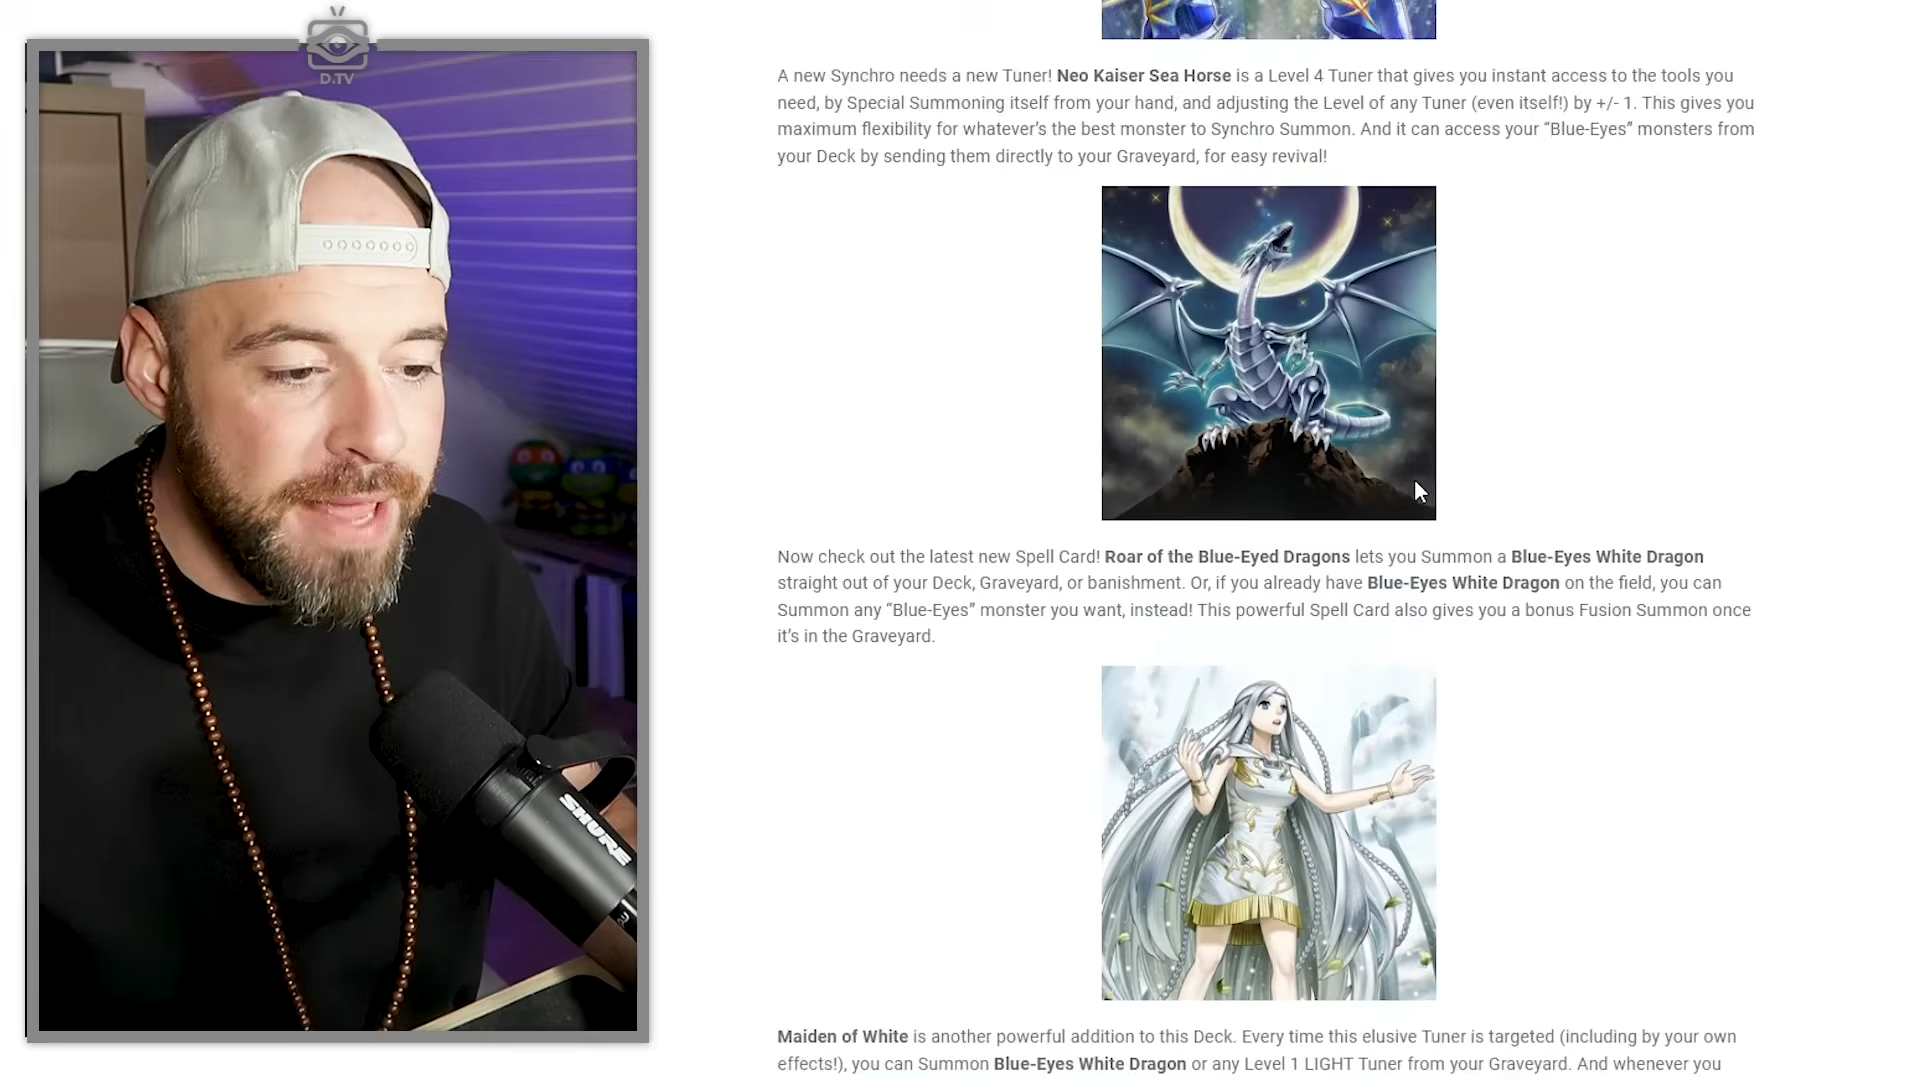 D.TV
A new Synchro needs a new Tuner! Neo Kaiser Sea Horse is a Level 4 Tuner that gives you instant access to the tools you
need, by Special Summoning itself from your hand, and adjusting the Level of any Tuner (even itself!) by +/- 1. This gives you
maximum flexibility for whatever’s the best monster to Synchro Summon. And it can access your “Blue-Eyes” monsters from
your Deck by sending them directly to your Graveyard, for easy revival!
Now check out the latest new Spell Card! Roar of the Blue-Eyed Dragons lets you Summon a Blue-Eyes White Dragon
straight out of your Deck, Graveyard, or banishment. Or, if you already have Blue-Eyes White Dragon on the field, you can
Summon any “Blue-Eyes” monster you want, instead! This powerful Spell Card also gives you a bonus Fusion Summon once
it’s in the Graveyard.
SHURE
Maiden of White is another powerful addition to this Deck. Every time this elusive Tuner is targeted (including by your own
effects!), you can Summon Blue-Eyes White Dragon or any Level 1 LIGHT Tuner from your Graveyard. And whenever you